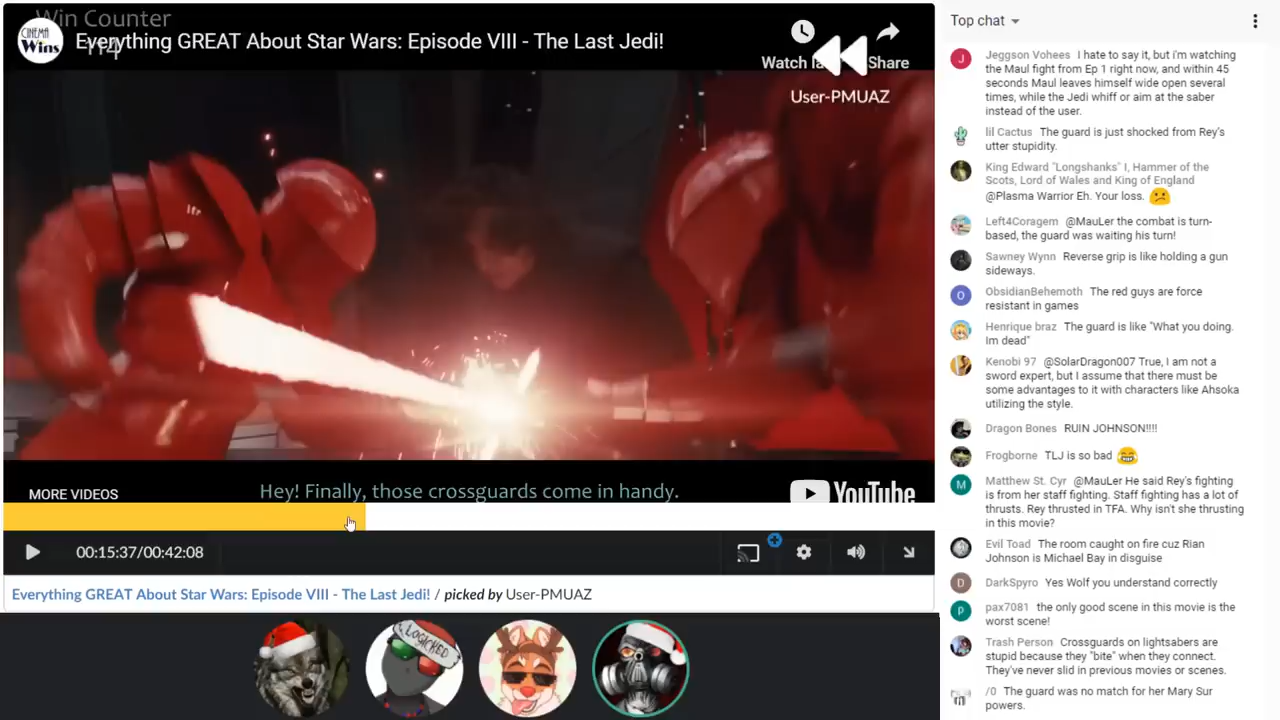 Win Counter
CINEMA
Wins
Everything GREAT About Star Wars: Episode VIII - The Last Jedi!
Share
User-PMUAZ
MORE VIDEOS
Hey! Finally, those crossguards come in handy.
YouTube
00:15:37/00:42:08
Everything GREAT About Star Wars: Episode VIII - The Last Jedi! / picked by User-PMUAZ
LOGICKED
Top chat
Jeggson Vohees I hate to say it, but i'm watching
the Maul fight from Ep 1 right now, and within 45
seconds Maul leaves himself wide open several
times, while the Jedi whiff or aim at the saber
instead of the user.
lil Cactus The guard is just shocked from Rey's
utter stupidity.
King Edward "Longshanks" I, Hammer of the
Scots, Lord of Wales and King of England
@Plasma Warrior Eh. Your loss.
Left4Coragem @MauLer the combat is turn-
based, the guard was waiting his turn!
Sawney Wynn Reverse grip is like holding a gun
sideways.
ObsidianBehemoth The red guys are force
resistant in games
Henrique braz The guard is like "What you doing.
Im dead"
Kenobi 97 @SolarDragon007 True, I am not a
sword expert, but I assume that there must be
some advantages to it with characters like Ahsoka
utilizing the style.
Dragon Bones RUIN JOHNSON!!!!
Frogborne TLJ is so bad
Matthew St. Cyr @MauLer He said Rey's fighting
is from her staff fighting. Staff fighting has a lot of
thrusts. Rey thrusted in TFA. Why isn't she thrusting
in this movie?
Evil Toad The room caught on fire cuz Rian
Johnson is Michael Bay in disguise
DarkSpyro Yes Wolf you understand correctly
pax7081 the only good scene in this movie is the
worst scene!
Trash Person Crossguards on lightsabers are
stupid because they "bite" when they connect.
They've never slid in previous movies or scenes.
/0 The guard was no match for her Mary Sur
powers.